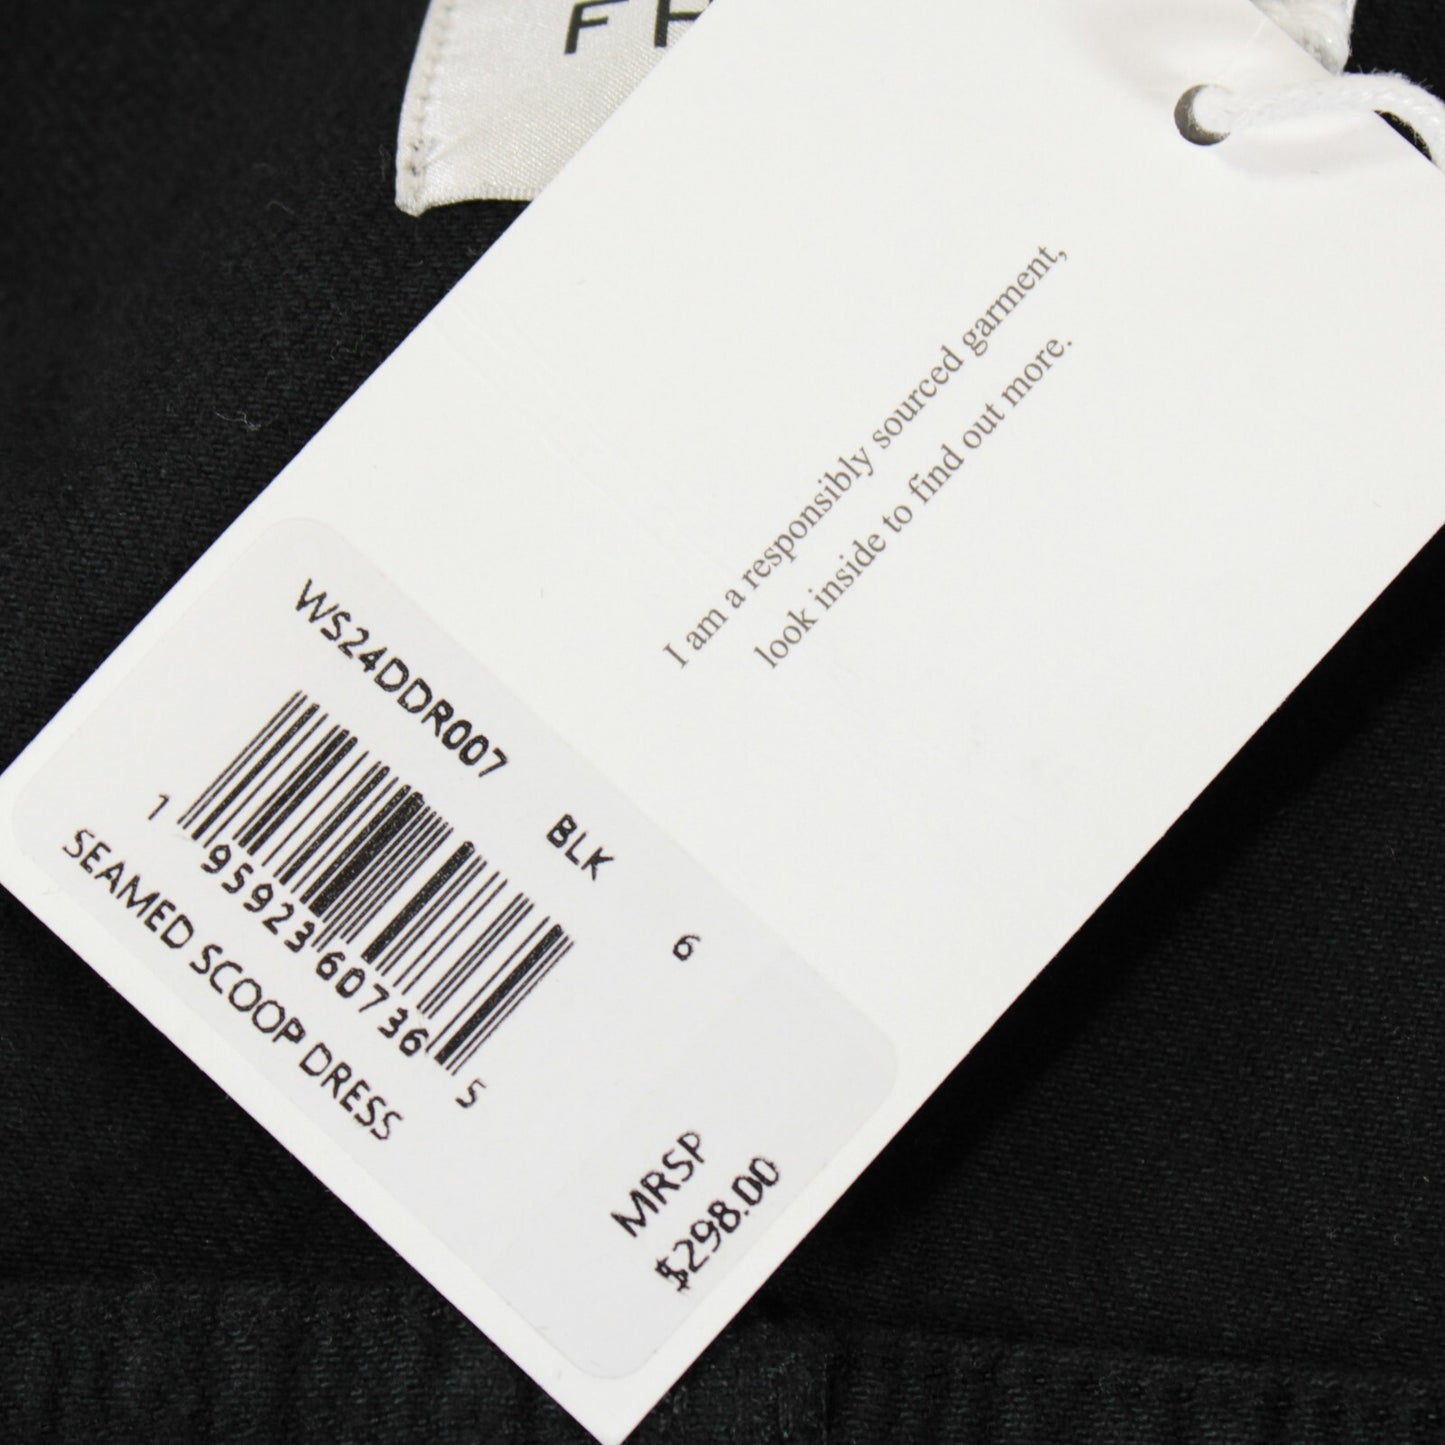 I am a responsibly sourced garment,
look inside to find out more.
WS24DDR007 BLK 6
1 95923 60736 5
SEAMED SCOOP DRESS
MRSP
$298.00